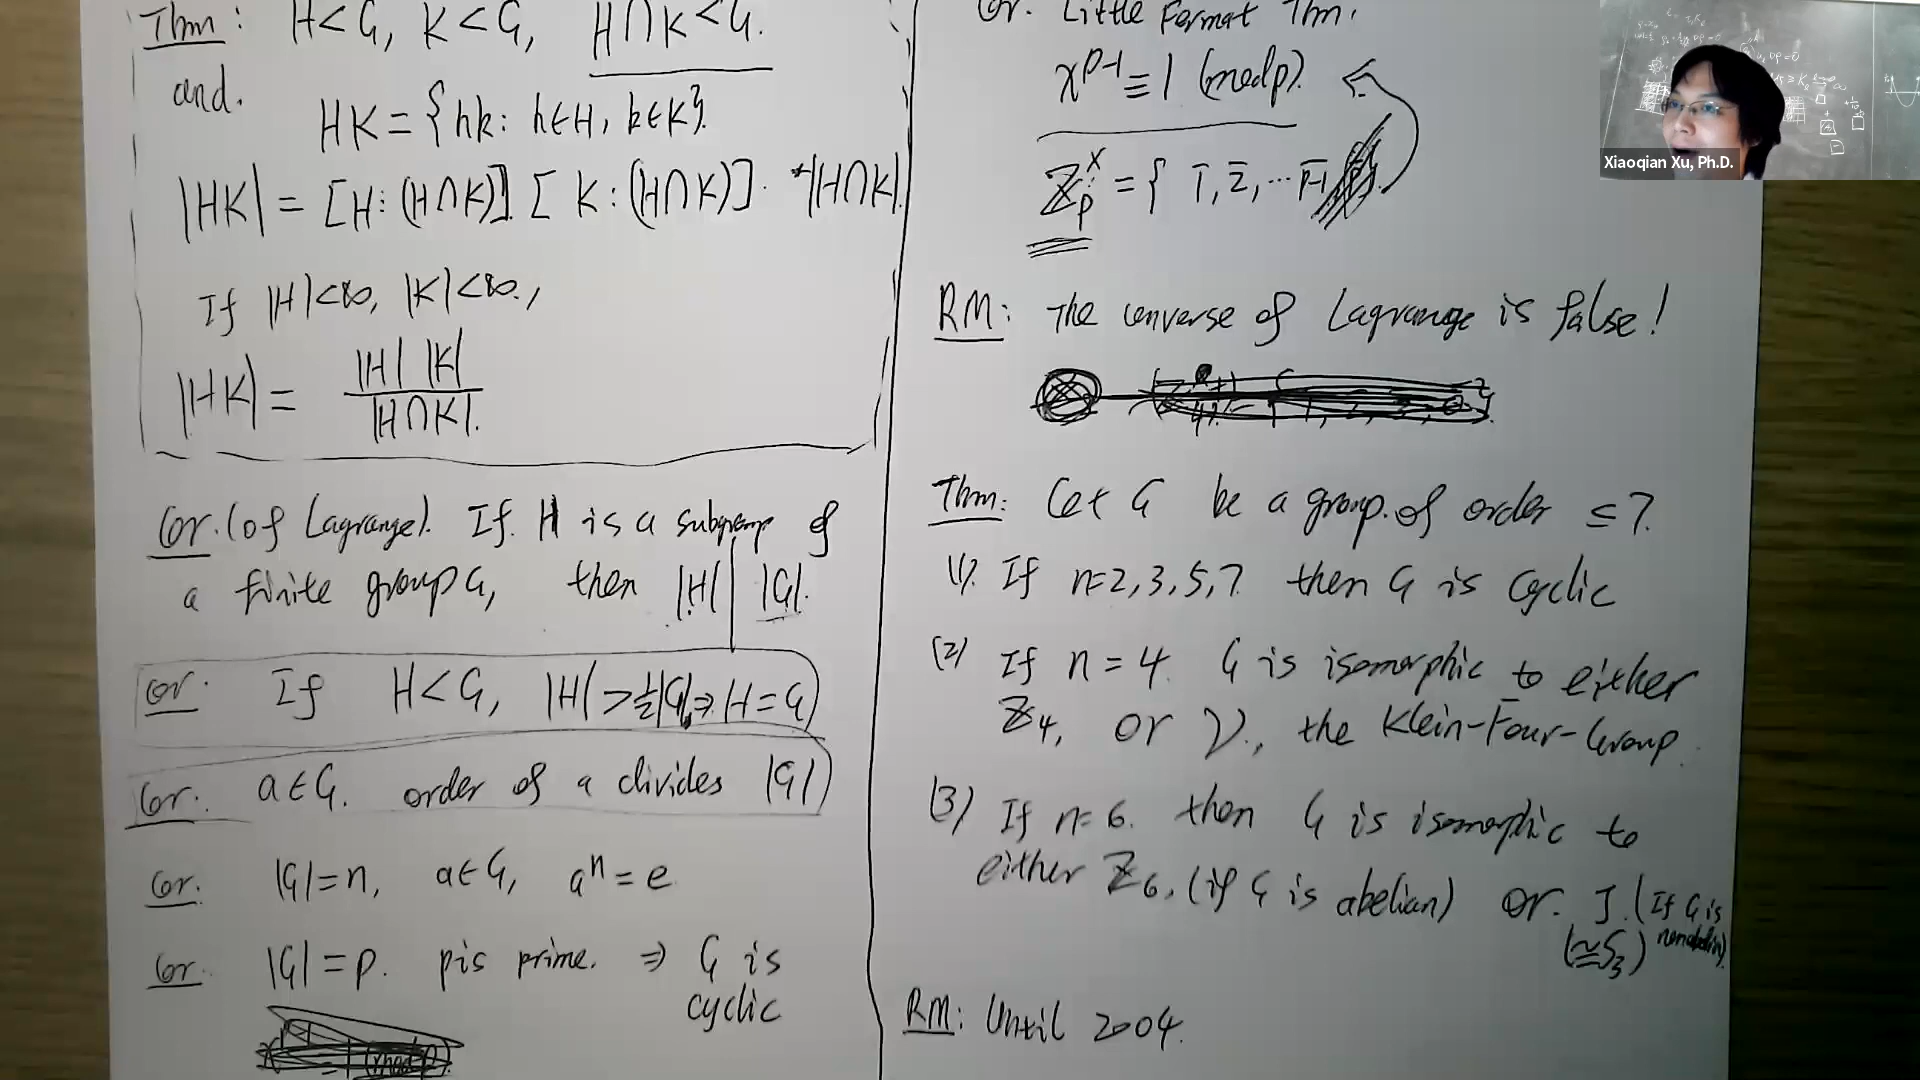 Thm: H<G, K<G, H∩K<G.
and.
HK = {hk: h∈H, k∈K}.
|HK| = [H:(H∩K)] [K:(H∩K)] · |H∩K|.
If |H|<∞, |K|<∞,
|HK| = |H| |K| / |H∩K|.
Cor. (of Lagrange). If H is a subgroup of
a finite group G, then |H| | |G|.
Cor. If H<G, |H| > ½|G| ⇒ H = G
Cor. a∈G. order of a divides |G|
Cor. |G|=n, a∈G, aⁿ = e
Cor. |G| = p. p is prime. ⇒ G is
cyclic
Cor. Little Fermat Thm.
x^{p-1} ≡ 1 (mod p).
ℤ_p^× = { 1̄, 2̄, ... p-1
RM: The converse of Lagrange is false!
Thm: Let G be a group of order ≤ 7.
(1). If n=2,3,5,7 then G is cyclic
(2) If n = 4. G is isomorphic to either
ℤ₄, or V., the Klein-Four-Group.
(3) If n=6. then G is isomorphic to
either ℤ₆, (if G is abelian) or. J. (If G is
nonabelian)
(≅S₃)
RM: Until 2004.
Xiaoqian Xu, Ph.D.